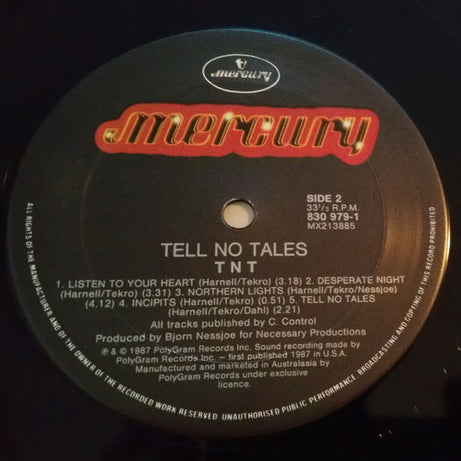 mercury
mercury
SIDE 2
33⅓ R.P.M.
830 979-1
MX213885
TELL NO TALES
TNT
1. LISTEN TO YOUR HEART (Harnell/Tekro) (3.18) 2. DESPERATE NIGHT
(Harnell/Tekro) (3.31) 3. NORTHERN LIGHTS (Harnell/Tekro/Nessjoe)
(4.12) 4. INCIPITS (Harnell/Tekro) (0.51) 5. TELL NO TALES
(Harnell/Tekro/Dahl) (2.21)
All tracks published by C. Control
Produced by Bjorn Nessjoe for Necessary Productions
℗ & © 1987 PolyGram Records Inc. Sound recording made by
PolyGram Records Inc. – first published 1987 in U.S.A.
Manufactured and marketed in Australasia by
PolyGram Records under exclusive
licence.
ALL RIGHTS OF THE MANUFACTURER AND OF THE OWNER OF THE RECORDED WORK RESERVED. UNAUTHORISED PUBLIC PERFORMANCE BROADCASTING AND COPYING OF THIS RECORD PROHIBITED